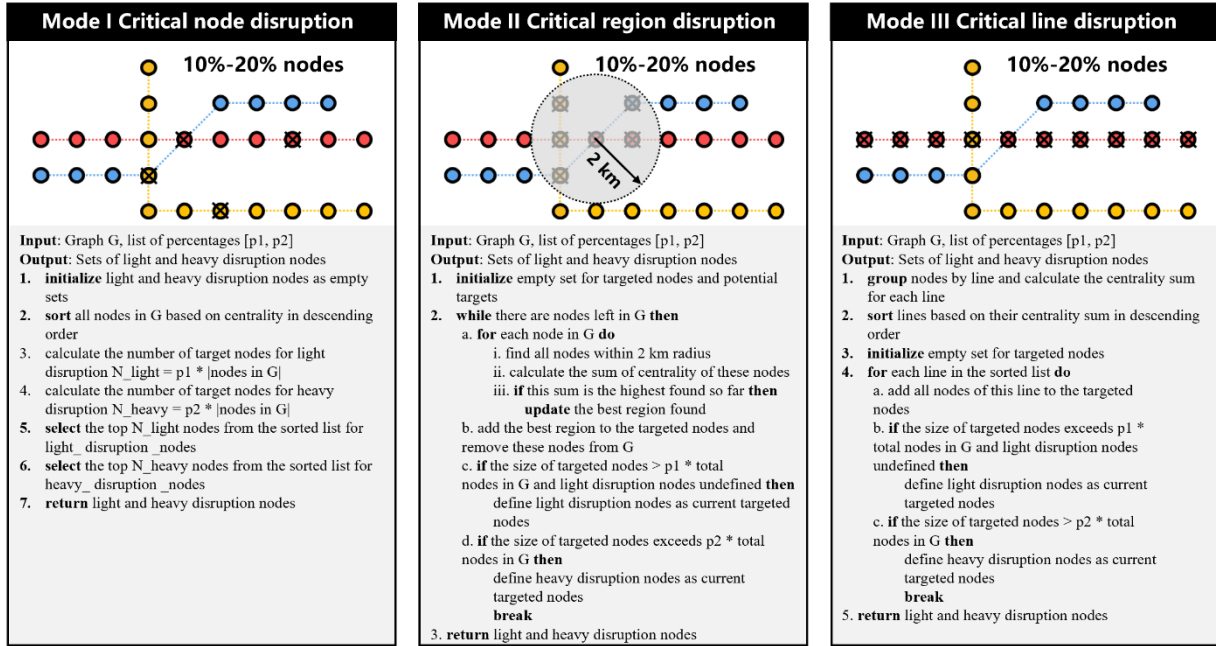 Mode I Critical node disruption
10%-20% nodes
Input: Graph G, list of percentages [p1, p2]
Output: Sets of light and heavy disruption nodes
1. initialize light and heavy disruption nodes as empty
sets
2. sort all nodes in G based on centrality in descending
order
3. calculate the number of target nodes for light
disruption N_light = p1 * |nodes in G|
4. calculate the number of target nodes for heavy
disruption N_heavy = p2 * |nodes in G|
5. select the top N_light nodes from the sorted list for
light_ disruption _nodes
6. select the top N_heavy nodes from the sorted list for
heavy_ disruption _nodes
7. return light and heavy disruption nodes
Mode II Critical region disruption
10%-20% nodes
2 km
Input: Graph G, list of percentages [p1, p2]
Output: Sets of light and heavy disruption nodes
1. initialize empty set for targeted nodes and potential
targets
2. while there are nodes left in G then
a. for each node in G do
i. find all nodes within 2 km radius
ii. calculate the sum of centrality of these nodes
iii. if this sum is the highest found so far then
update the best region found
b. add the best region to the targeted nodes and
remove these nodes from G
c. if the size of targeted nodes > p1 * total
nodes in G and light disruption nodes undefined then
define light disruption nodes as current targeted
nodes
d. if the size of targeted nodes exceeds p2 * total
nodes in G then
define heavy disruption nodes as current
targeted nodes
break
3. return light and heavy disruption nodes
Mode III Critical line disruption
10%-20% nodes
Input: Graph G, list of percentages [p1, p2]
Output: Sets of light and heavy disruption nodes
1. group nodes by line and calculate the centrality sum
for each line
2. sort lines based on their centrality sum in descending
order
3. initialize empty set for targeted nodes
4. for each line in the sorted list do
a. add all nodes of this line to the targeted
nodes
b. if the size of targeted nodes exceeds p1 *
total nodes in G and light disruption nodes
undefined then
define light disruption nodes as current
targeted nodes
c. if the size of targeted nodes > p2 * total
nodes in G then
define heavy disruption nodes as current
targeted nodes
break
5. return light and heavy disruption nodes